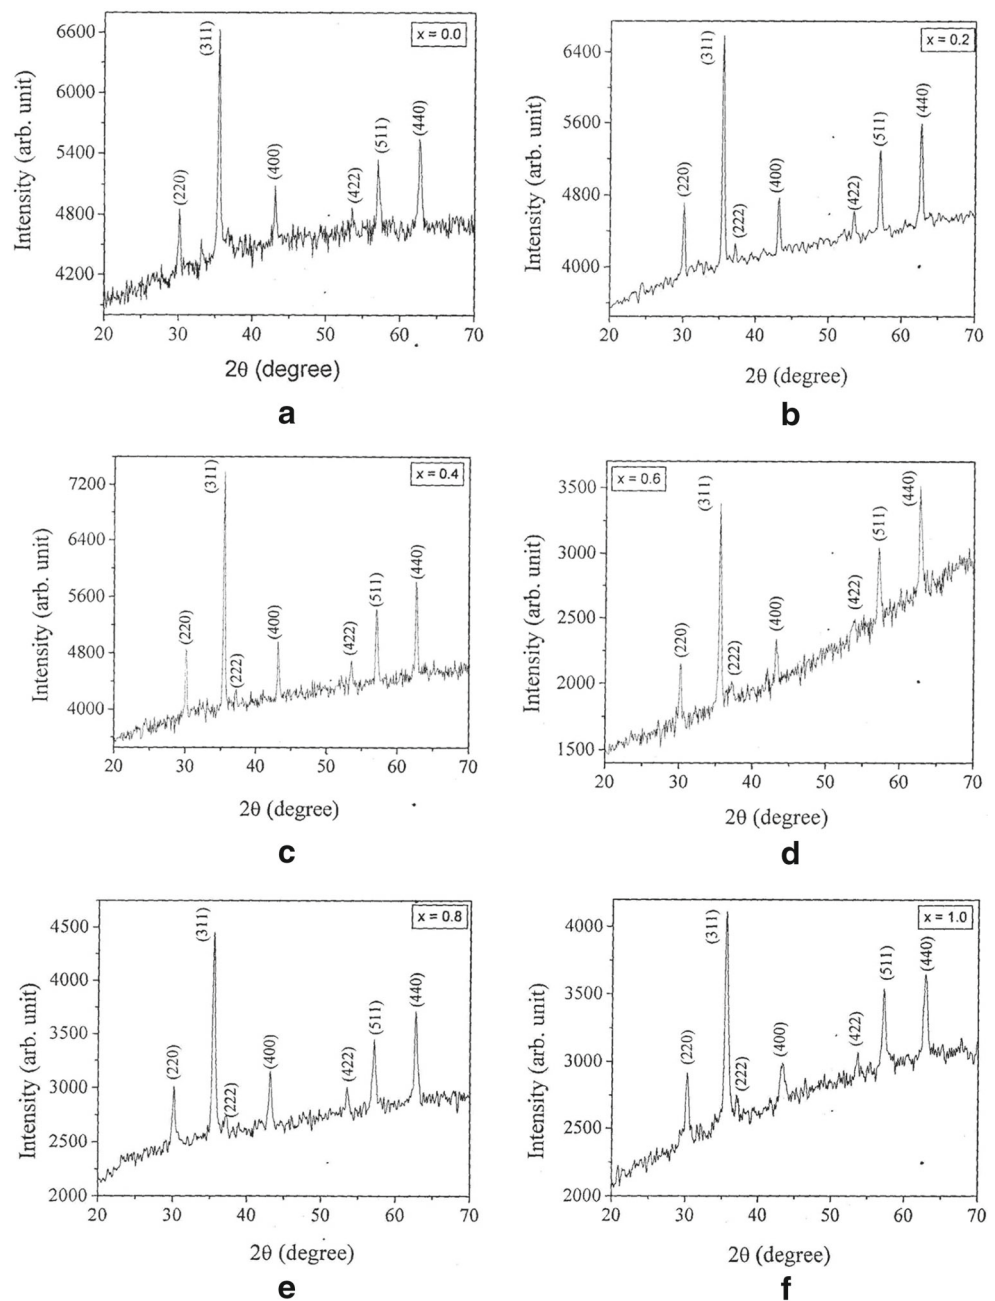 x = 0.0
Intensity (arb. unit)
6600
6000
5400
4800
4200
(220)
(311)
(400)
(422)
(511)
(440)
20 30 40 50 60 70
2θ (degree)
a
x = 0.2
Intensity (arb. unit)
6400
5600
4800
4000
(220)
(311)
(222)
(400)
(422)
(511)
(440)
20 30 40 50 60 70
2θ (degree)
b
x = 0.4
Intensity (arb. unit)
7200
6400
5600
4800
4000
(220)
(311)
(222)
(400)
(422)
(511)
(440)
20 30 40 50 60 70
2θ (degree)
c
x = 0.6
Intensity (arb. unit)
3500
3000
2500
2000
1500
(220)
(311)
(222)
(400)
(422)
(511)
(440)
20 30 40 50 60 70
2θ (degree)
d
x = 0.8
Intensity (arb. unit)
4500
4000
3500
3000
2500
2000
(220)
(311)
(222)
(400)
(422)
(511)
(440)
20 30 40 50 60 70
2θ (degree)
e
x = 1.0
Intensity (arb. unit)
4000
3500
3000
2500
2000
(220)
(311)
(222)
(400)
(422)
(511)
(440)
20 30 40 50 60 70
2θ (degree)
f